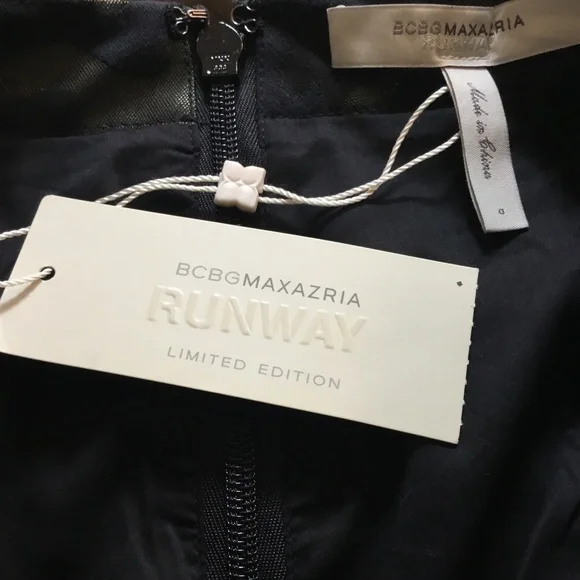 BCBGMAXAZRIA
Made in China
BCBGMAXAZRIA
RUNWAY
LIMITED EDITION